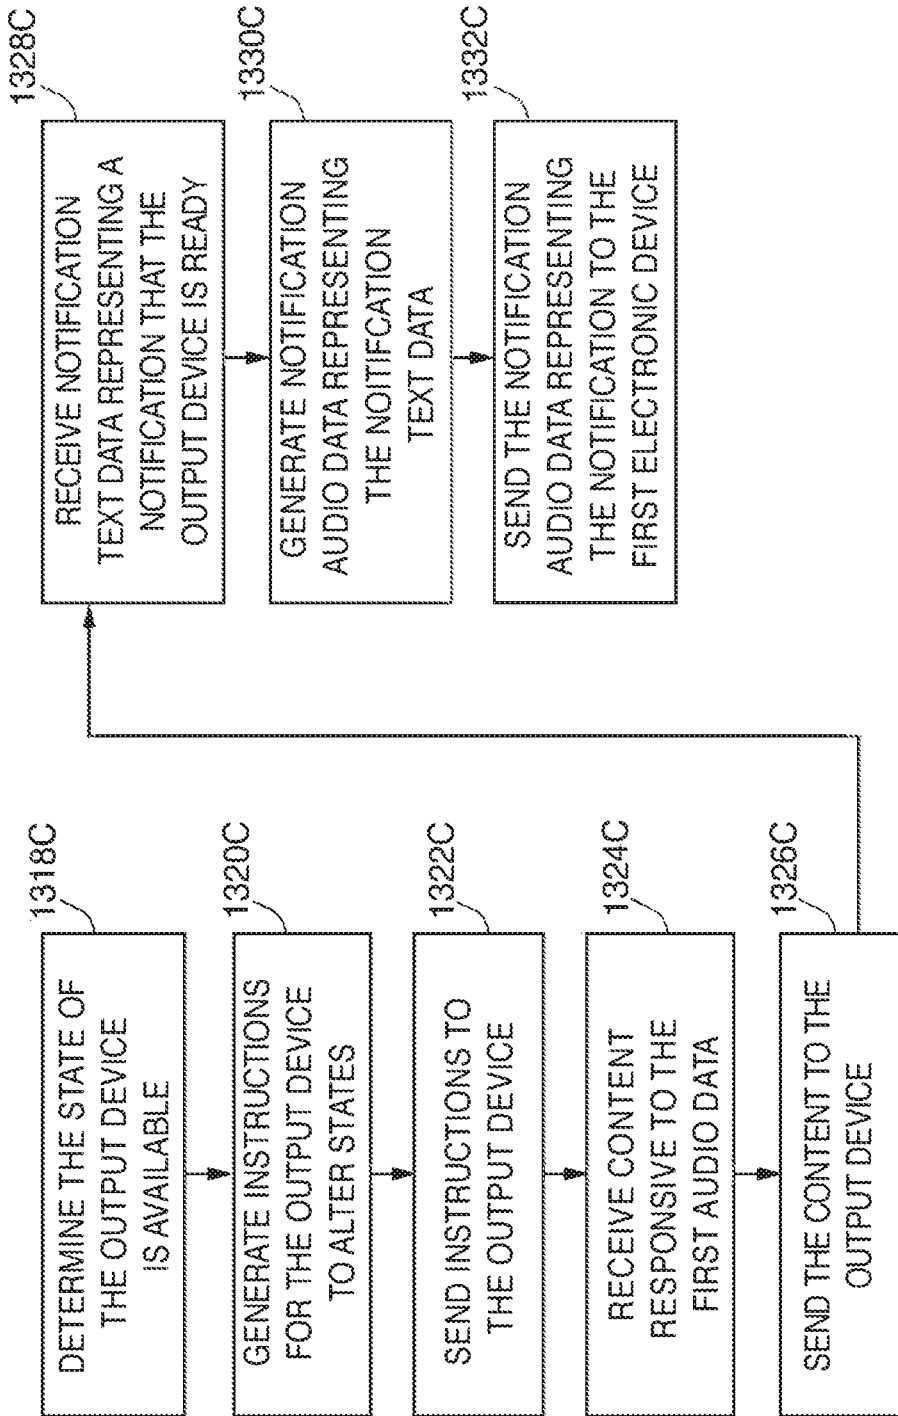 1318C
DETERMINE THE STATE OF
THE OUTPUT DEVICE
IS AVAILABLE
1320C
GENERATE INSTRUCTIONS
FOR THE OUTPUT DEVICE
TO ALTER STATES
1322C
SEND INSTRUCTIONS TO
THE OUTPUT DEVICE
1324C
RECEIVE CONTENT
RESPONSIVE TO THE
FIRST AUDIO DATA
1326C
SEND THE CONTENT TO THE
OUTPUT DEVICE
1328C
RECEIVE NOTIFICATION
TEXT DATA REPRESENTING A
NOTIFICATION THAT THE
OUTPUT DEVICE IS READY
1330C
GENERATE NOTIFICATION
AUDIO DATA REPRESENTING
THE NOITIFCATION
TEXT DATA
1332C
SEND THE NOTIFICATION
AUDIO DATA REPRESENTING
THE NOTIFICATION TO THE
FIRST ELECTRONIC DEVICE